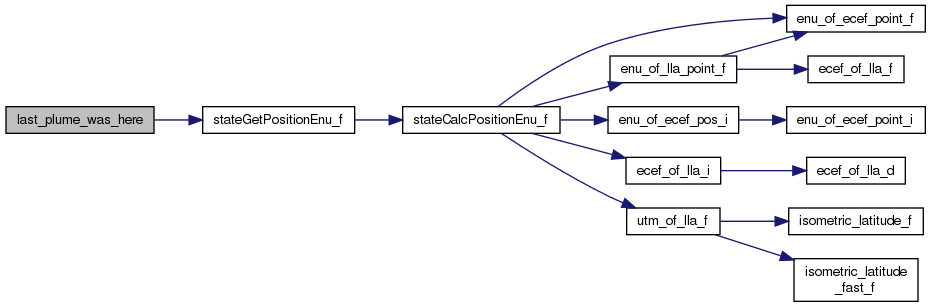 last_plume_was_here
stateGetPositionEnu_f
stateCalcPositionEnu_f
enu_of_ecef_point_f
enu_of_lla_point_f
ecef_of_lla_f
enu_of_ecef_pos_i
enu_of_ecef_point_i
ecef_of_lla_i
ecef_of_lla_d
utm_of_lla_f
isometric_latitude_f
isometric_latitude
_fast_f